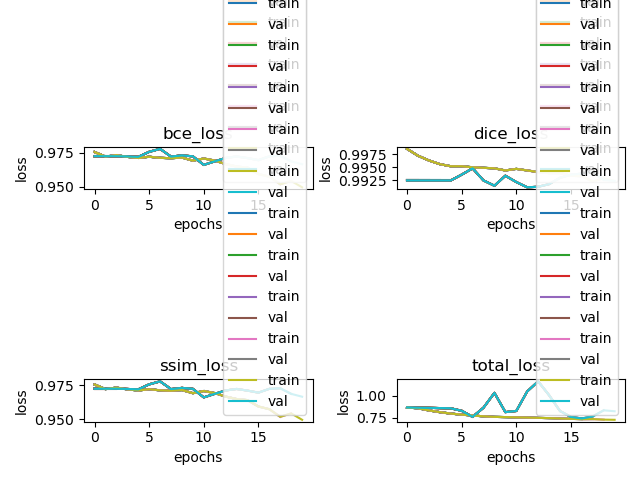 bce_loss
loss
0.975
0.950
0
5
10
15
epochs
train
val
train
val
train
val
train
val
train
val
train
val
train
val
train
val
train
val
train
val
dice_loss
loss
0.9975
0.9950
0.9925
0
5
10
15
epochs
train
val
train
val
train
val
train
val
train
val
train
val
train
val
train
val
train
val
train
val
ssim_loss
loss
0.975
0.950
0
5
10
15
epochs
total_loss
loss
1.00
0.75
0
5
10
15
epochs